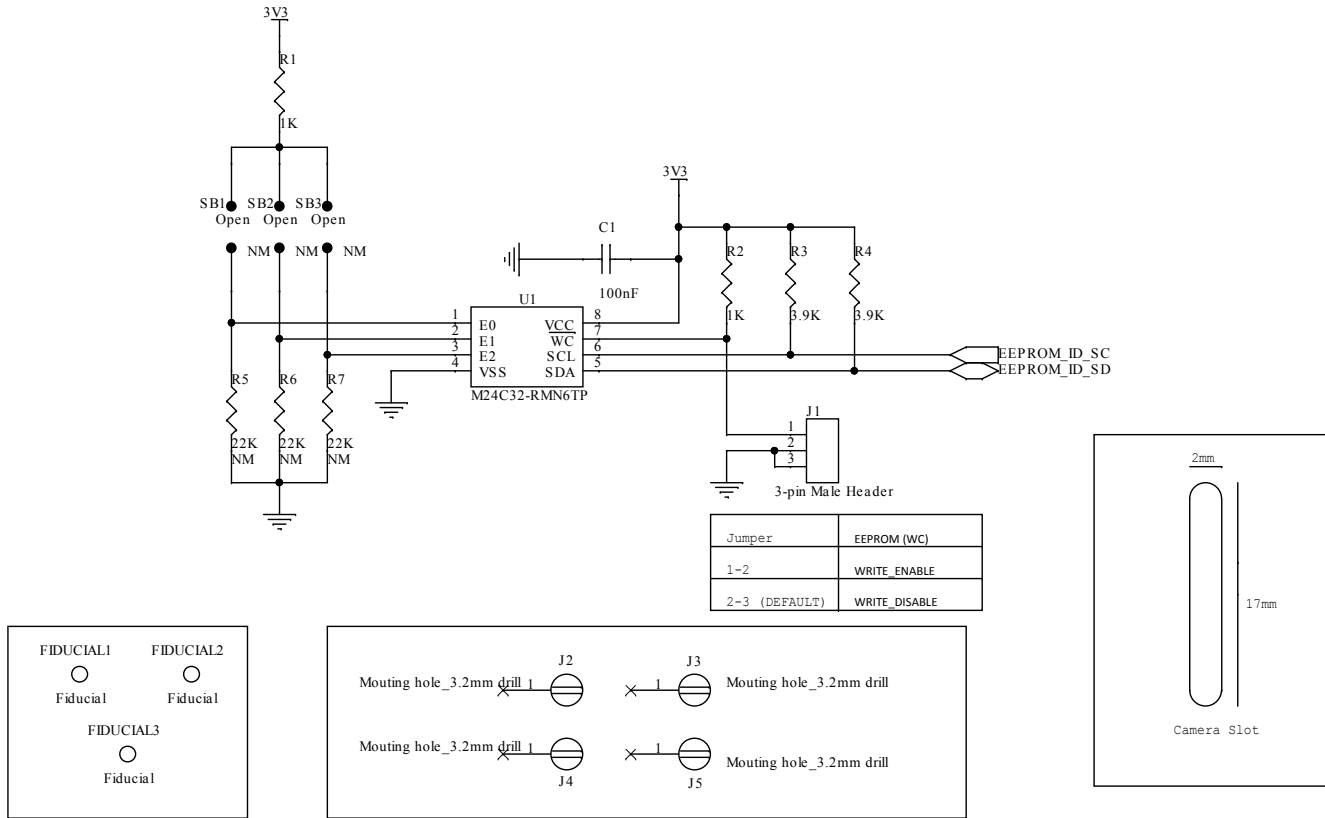 3V3
R1
1K
SB1 SB2 SB3
Open Open Open
NM NM NM
3V3
C1
100nF
R2 R3 R4
1K 3.9K 3.9K
U1
1 E0 VCC 8
2 E1 WC 7
3 E2 SCL 6
4 VSS SDA 5
M24C32-RMN6TP
EEPROM_ID_SC
EEPROM_ID_SD
R5 R6 R7
22K 22K 22K
NM NM NM
J1
1
2
3
3-pin Male Header
Jumper EEPROM (WC)
1-2 WRITE_ENABLE
2-3 (DEFAULT) WRITE_DISABLE
2mm
17mm
Camera Slot
FIDUCIAL1 FIDUCIAL2
Fiducial Fiducial
FIDUCIAL3
Fiducial
J2 J3
Mouting hole_3.2mm drill 1 1 Mouting hole_3.2mm drill
Mouting hole_3.2mm drill 1 1 Mouting hole_3.2mm drill
J4 J5